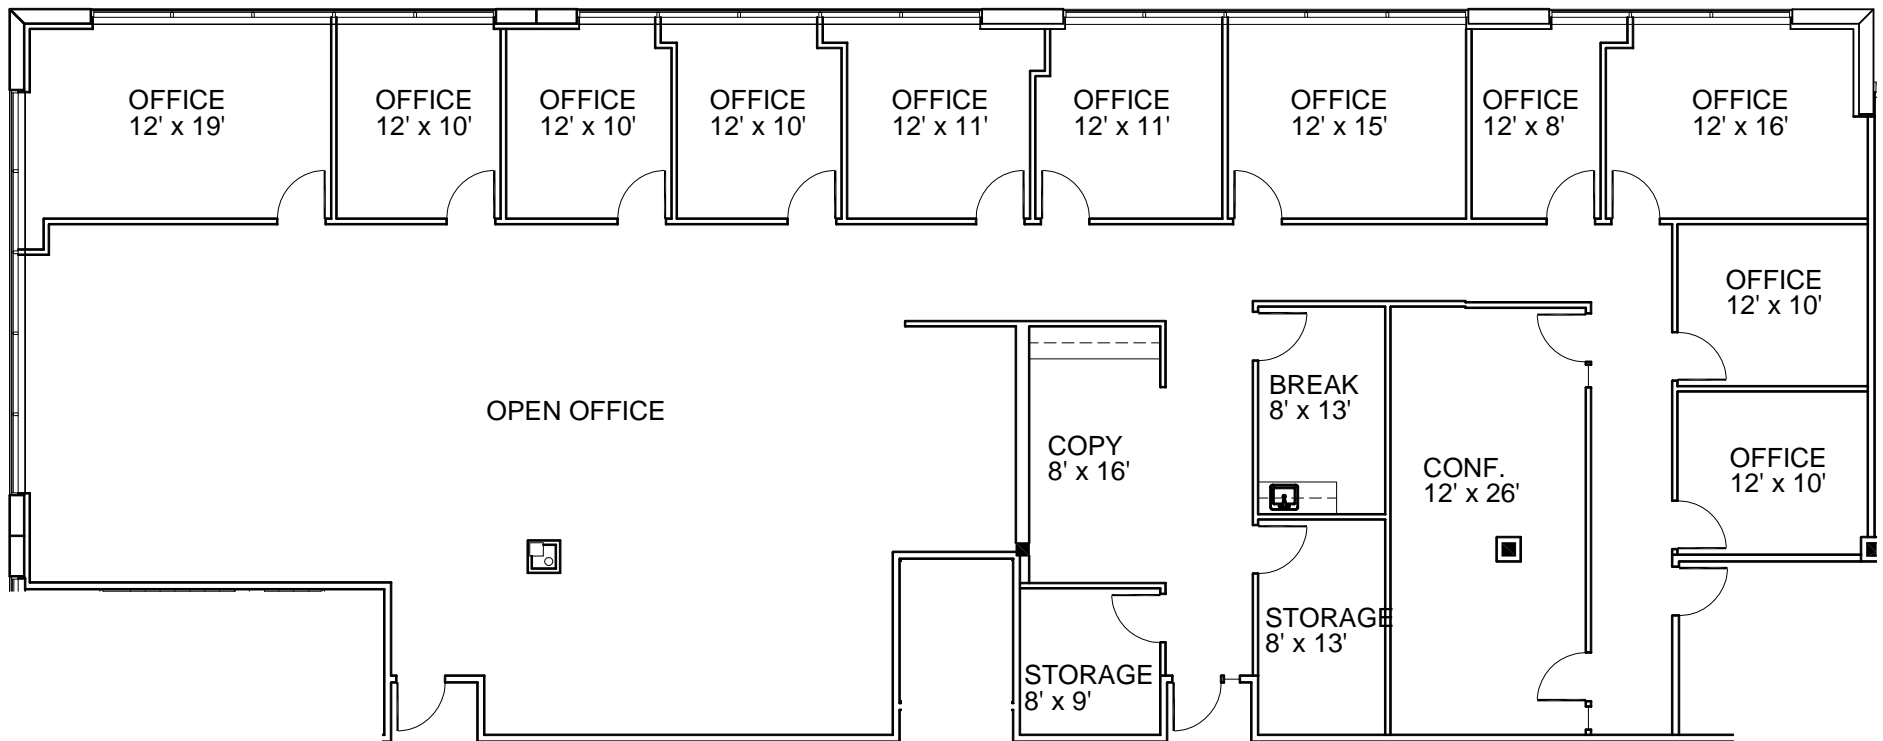 OFFICE
12' x 19'
OFFICE
12' x 10'
OFFICE
12' x 10'
OFFICE
12' x 10'
OFFICE
12' x 11'
OFFICE
12' x 11'
OFFICE
12' x 15'
OFFICE
12' x 8'
OFFICE
12' x 16'
OFFICE
12' x 10'
OPEN OFFICE
BREAK
8' x 13'
COPY
8' x 16'
CONF.
12' x 26'
OFFICE
12' x 10'
STORAGE
8' x 13'
STORAGE
8' x 9'